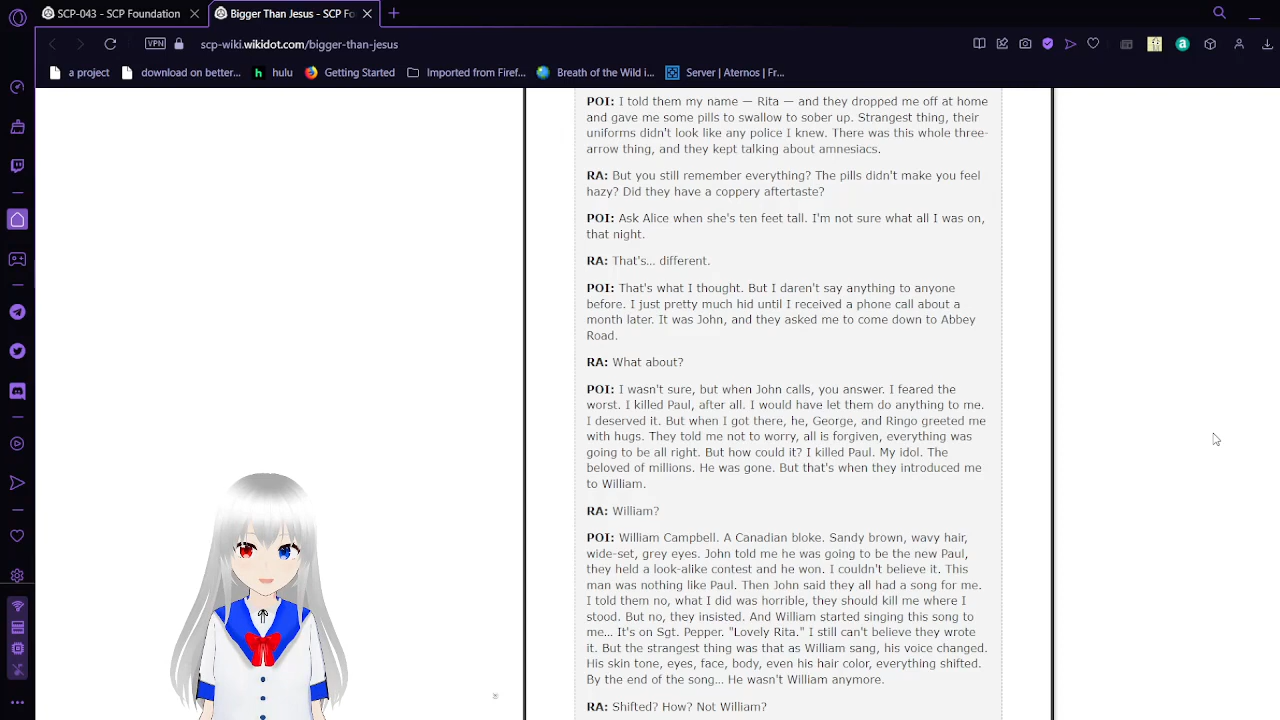 SCP-043 - SCP Foundation
Bigger Than Jesus - SCP Fo
VPN
scp-wiki.wikidot.com/bigger-than-jesus
a project
download on better...
hulu
Getting Started
Imported from Firef...
Breath of the Wild i...
Server | Aternos | Fr...
POI: I told them my name — Rita — and they dropped me off at home
and gave me some pills to swallow to sober up. Strangest thing, their
uniforms didn't look like any police I knew. There was this whole three-
arrow thing, and they kept talking about amnesiacs.
RA: But you still remember everything? The pills didn't make you feel
hazy? Did they have a coppery aftertaste?
POI: Ask Alice when she's ten feet tall. I'm not sure what all I was on,
that night.
RA: That's... different.
POI: That's what I thought. But I daren't say anything to anyone
before. I just pretty much hid until I received a phone call about a
month later. It was John, and they asked me to come down to Abbey
Road.
RA: What about?
POI: I wasn't sure, but when John calls, you answer. I feared the
worst. I killed Paul, after all. I would have let them do anything to me.
I deserved it. But when I got there, he, George, and Ringo greeted me
with hugs. They told me not to worry, all is forgiven, everything was
going to be all right. But how could it? I killed Paul. My idol. The
beloved of millions. He was gone. But that's when they introduced me
to William.
RA: William?
POI: William Campbell. A Canadian bloke. Sandy brown, wavy hair,
wide-set, grey eyes. John told me he was going to be the new Paul,
they held a look-alike contest and he won. I couldn't believe it. This
man was nothing like Paul. Then John said they all had a song for me.
I told them no, what I did was horrible, they should kill me where I
stood. But no, they insisted. And William started singing this song to
me... It's on Sgt. Pepper. "Lovely Rita." I still can't believe they wrote
it. But the strangest thing was that as William sang, his voice changed.
His skin tone, eyes, face, body, even his hair color, everything shifted.
By the end of the song... He wasn't William anymore.
RA: Shifted? How? Not William?